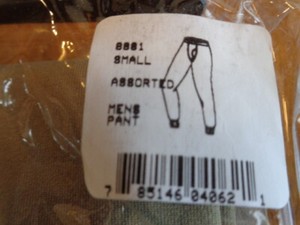 8881
SMALL
ASSORTED
MENS
PANT
7 85146 04062 1